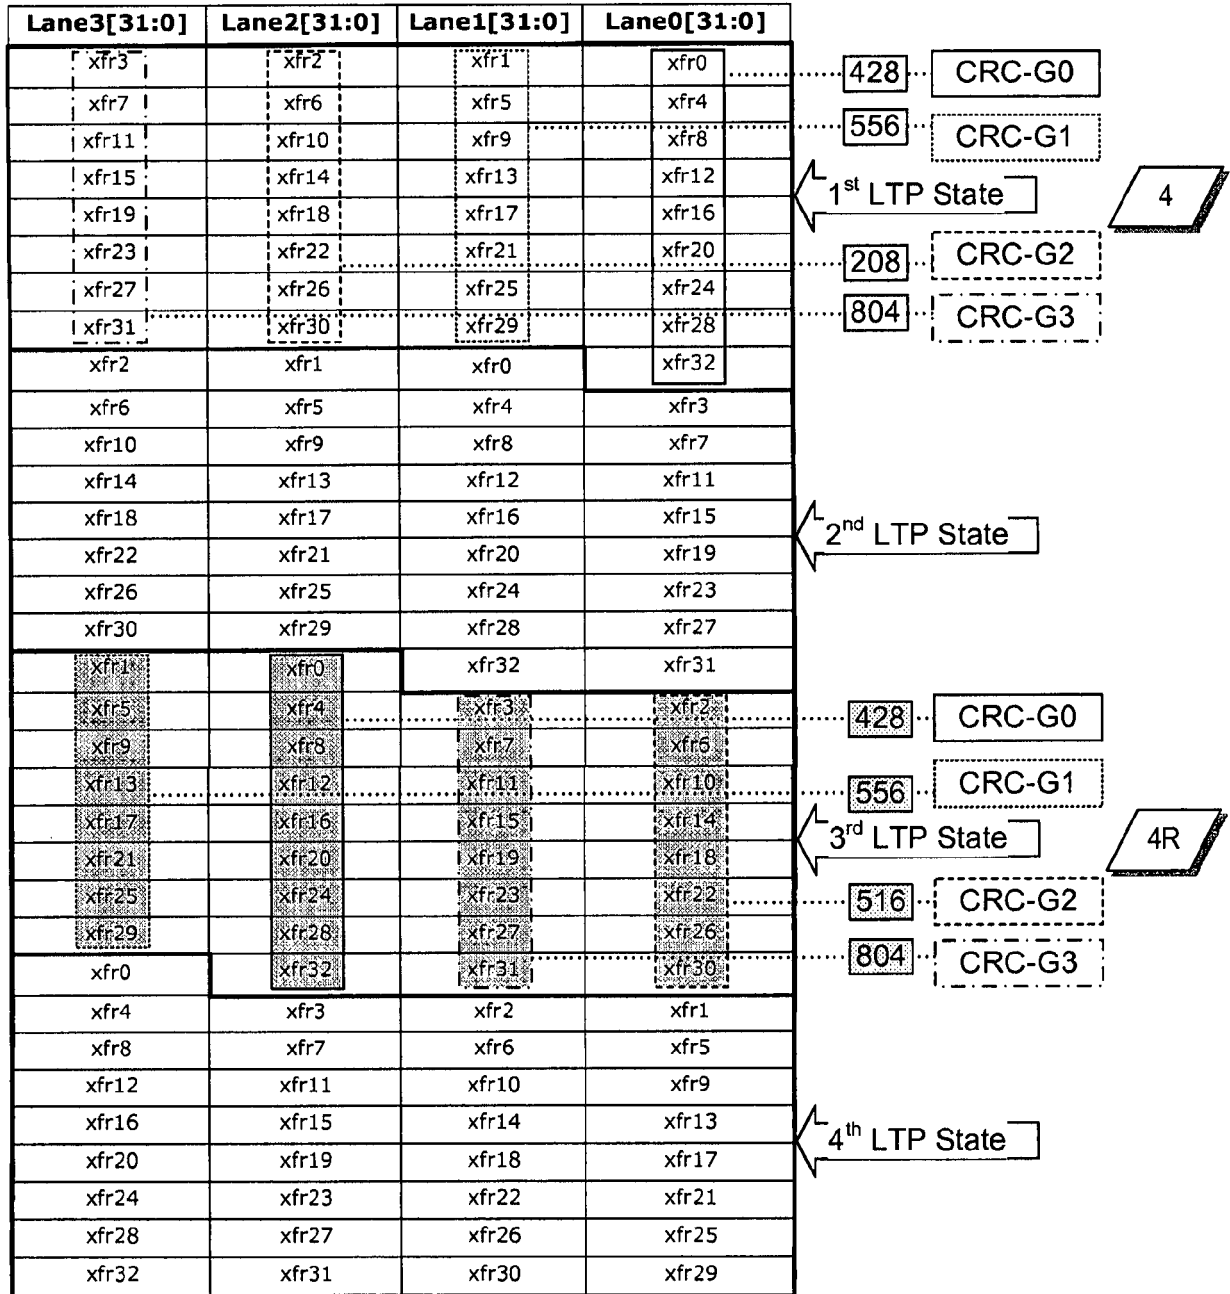 Lane3[31:0] Lane2[31:0] Lane1[31:0] Lane0[31:0]
xfr3 xfr2 xfr1 xfr0 428 CRC-G0
xfr7 xfr6 xfr5 xfr4
xfr11 xfr10 xfr9 xfr8 556 CRC-G1
xfr15 xfr14 xfr13 xfr12
1st LTP State 4
xfr19 xfr18 xfr17 xfr16
xfr23 xfr22 xfr21 xfr20 208 CRC-G2
xfr27 xfr26 xfr25 xfr24
xfr31 xfr30 xfr29 xfr28 804 CRC-G3
xfr2 xfr1 xfr0 xfr32
xfr6 xfr5 xfr4 xfr3
xfr10 xfr9 xfr8 xfr7
xfr14 xfr13 xfr12 xfr11
xfr18 xfr17 xfr16 xfr15
2nd LTP State
xfr22 xfr21 xfr20 xfr19
xfr26 xfr25 xfr24 xfr23
xfr30 xfr29 xfr28 xfr27
xfr1 xfr0 xfr32 xfr31
xfr5 xfr4 xfr3 xfr2 428 CRC-G0
xfr9 xfr8 xfr7 xfr6
xfr13 xfr12 xfr11 xfr10 556 CRC-G1
xfr17 xfr16 xfr15 xfr14
3rd LTP State 4R
xfr21 xfr20 xfr19 xfr18
xfr25 xfr24 xfr23 xfr22 516 CRC-G2
xfr29 xfr28 xfr27 xfr26
xfr0 xfr32 xfr31 xfr30 804 CRC-G3
xfr4 xfr3 xfr2 xfr1
xfr8 xfr7 xfr6 xfr5
xfr12 xfr11 xfr10 xfr9
xfr16 xfr15 xfr14 xfr13
4th LTP State
xfr20 xfr19 xfr18 xfr17
xfr24 xfr23 xfr22 xfr21
xfr28 xfr27 xfr26 xfr25
xfr32 xfr31 xfr30 xfr29